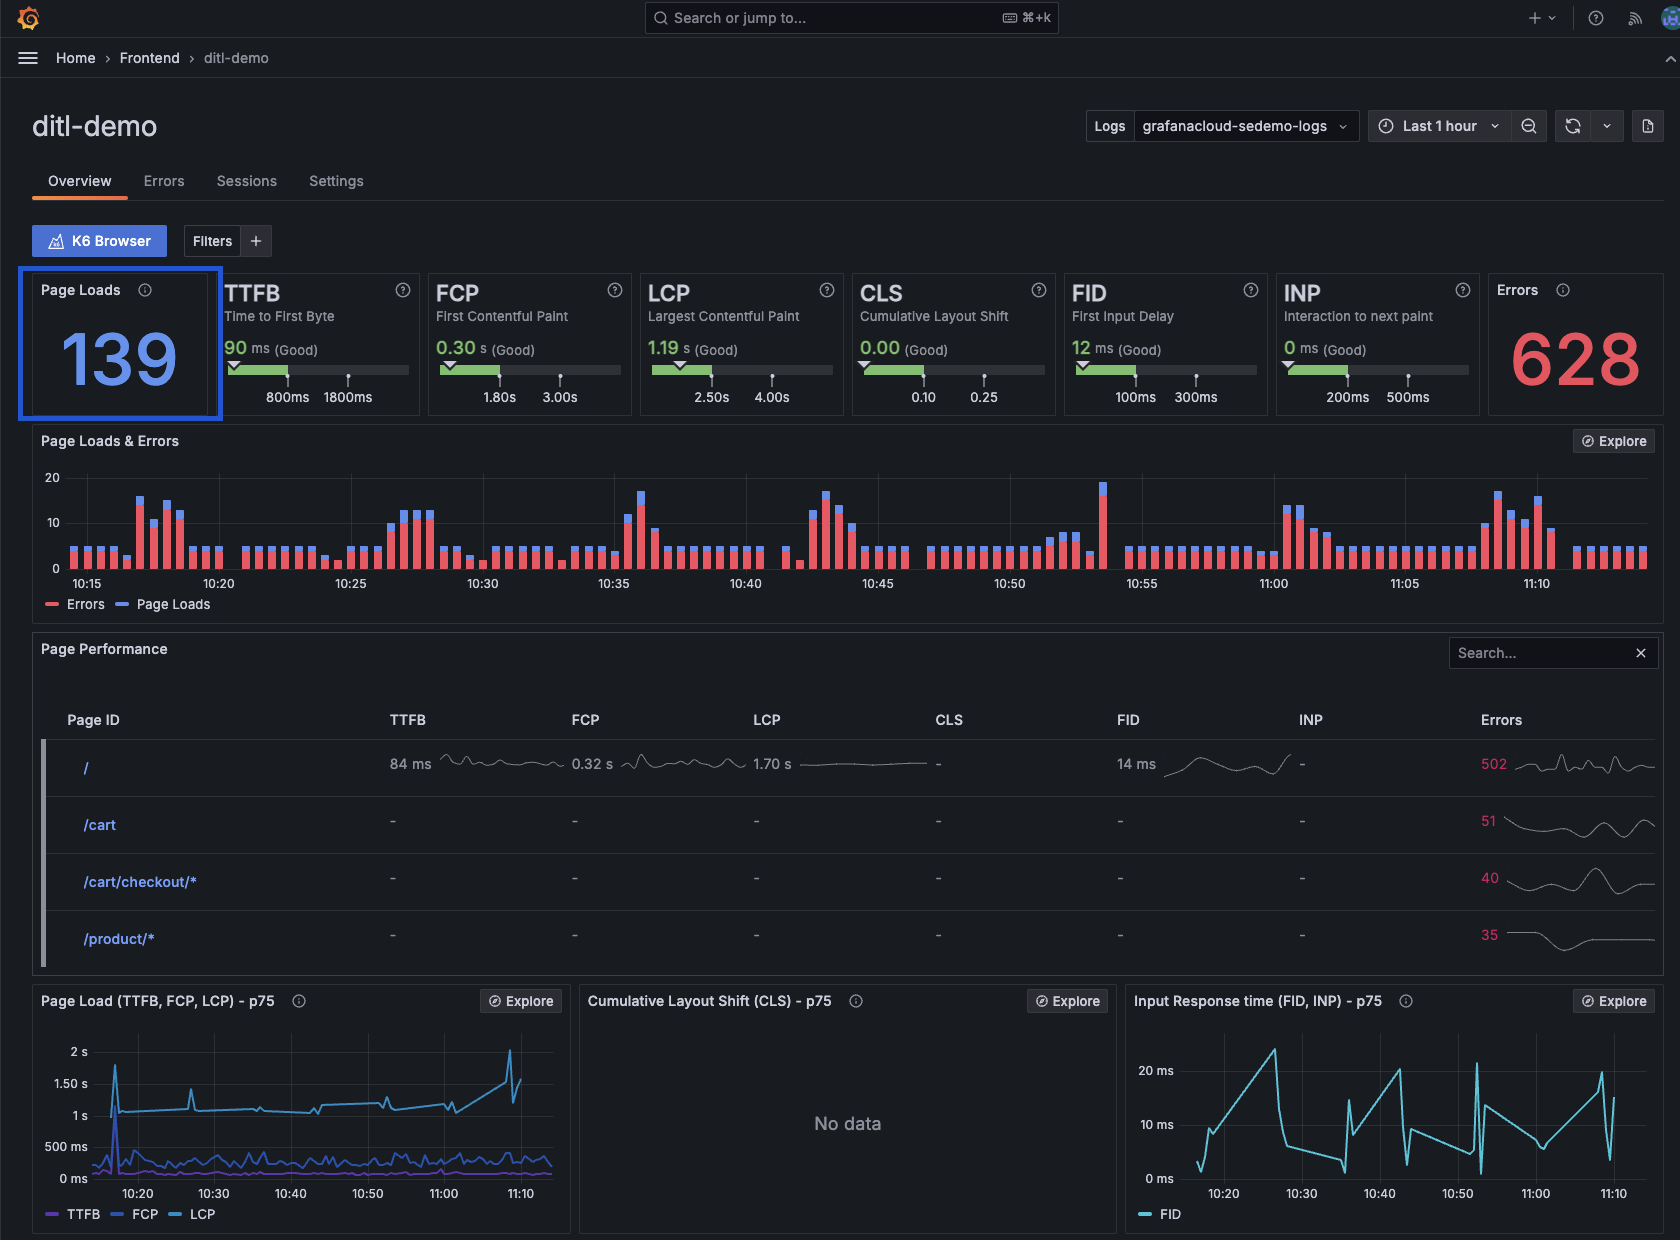 Search or jump to... ⌘+k
Home › Frontend › ditl-demo
ditl-demo
Logs grafanacloud-sedemo-logs Last 1 hour
Overview Errors Sessions Settings
K6 Browser Filters +
Page Loads
139
TTFB
Time to First Byte
90 ms (Good)
800ms 1800ms
FCP
First Contentful Paint
0.30 s (Good)
1.80s 3.00s
LCP
Largest Contentful Paint
1.19 s (Good)
2.50s 4.00s
CLS
Cumulative Layout Shift
0.00 (Good)
0.10 0.25
FID
First Input Delay
12 ms (Good)
100ms 300ms
INP
Interaction to next paint
0 ms (Good)
200ms 500ms
Errors
628
Page Loads & Errors Explore
20
10
0
10:15 10:20 10:25 10:30 10:35 10:40 10:45 10:50 10:55 11:00 11:05 11:10
Errors Page Loads
Page Performance Search...
Page ID TTFB FCP LCP CLS FID INP Errors
/ 84 ms 0.32 s 1.70 s - 14 ms - 502
/cart - - - - - - 51
/cart/checkout/* - - - - - - 40
/product/* - - - - - - 35
Page Load (TTFB, FCP, LCP) - p75 Explore
2 s
1.50 s
1 s
500 ms
0 ms
10:20 10:30 10:40 10:50 11:00 11:10
TTFB FCP LCP
Cumulative Layout Shift (CLS) - p75 Explore
No data
Input Response time (FID, INP) - p75 Explore
20 ms
10 ms
0 ms
10:20 10:30 10:40 10:50 11:00 11:10
FID